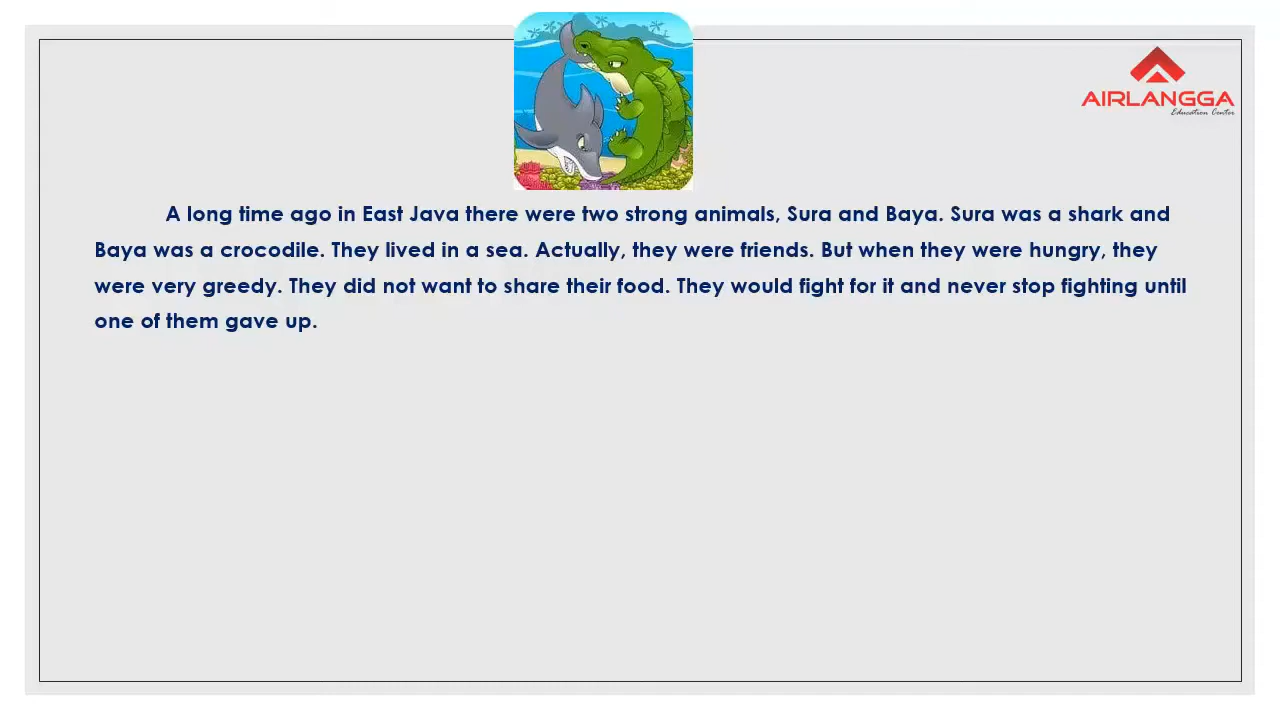 AIRLANGGA
Education Center
A long time ago in East Java there were two strong animals, Sura and Baya. Sura was a shark and
Baya was a crocodile. They lived in a sea. Actually, they were friends. But when they were hungry, they
were very greedy. They did not want to share their food. They would fight for it and never stop fighting until
one of them gave up.